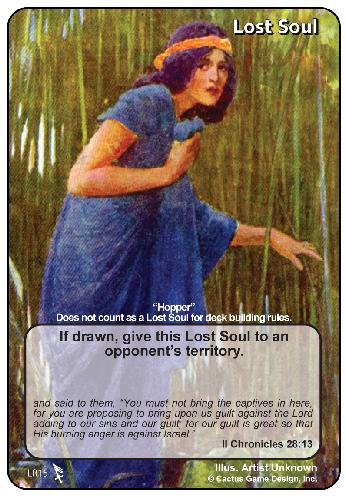 Lost Soul
"Hopper"
Does not count as a Lost Soul for deck building rules.
If drawn, give this Lost Soul to an
opponent's territory.
and said to them, "You must not bring the captives in here,
for you are proposing to bring upon us guilt against the Lord
adding to our sins and our guilt; for our guilt is great so that
His burning anger is against Israel."
II Chronicles 28:13
Illus. Artist Unknown
© Cactus Game Design, Inc.